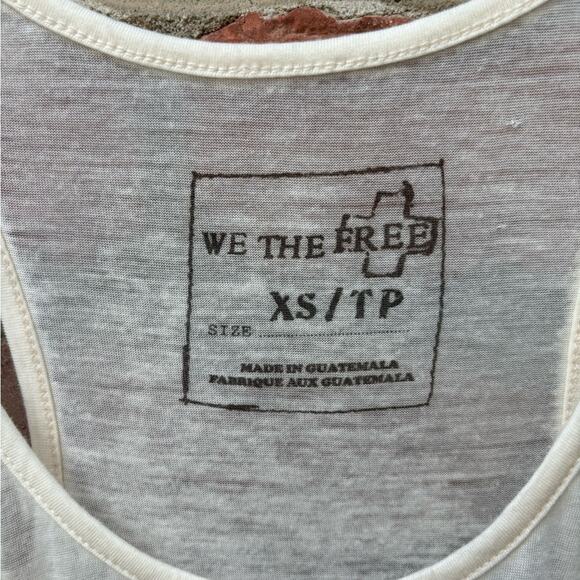 WE THE FREE
XS/TP
SIZE
MADE IN GUATEMALA
FABRIQUE AUX GUATEMALA